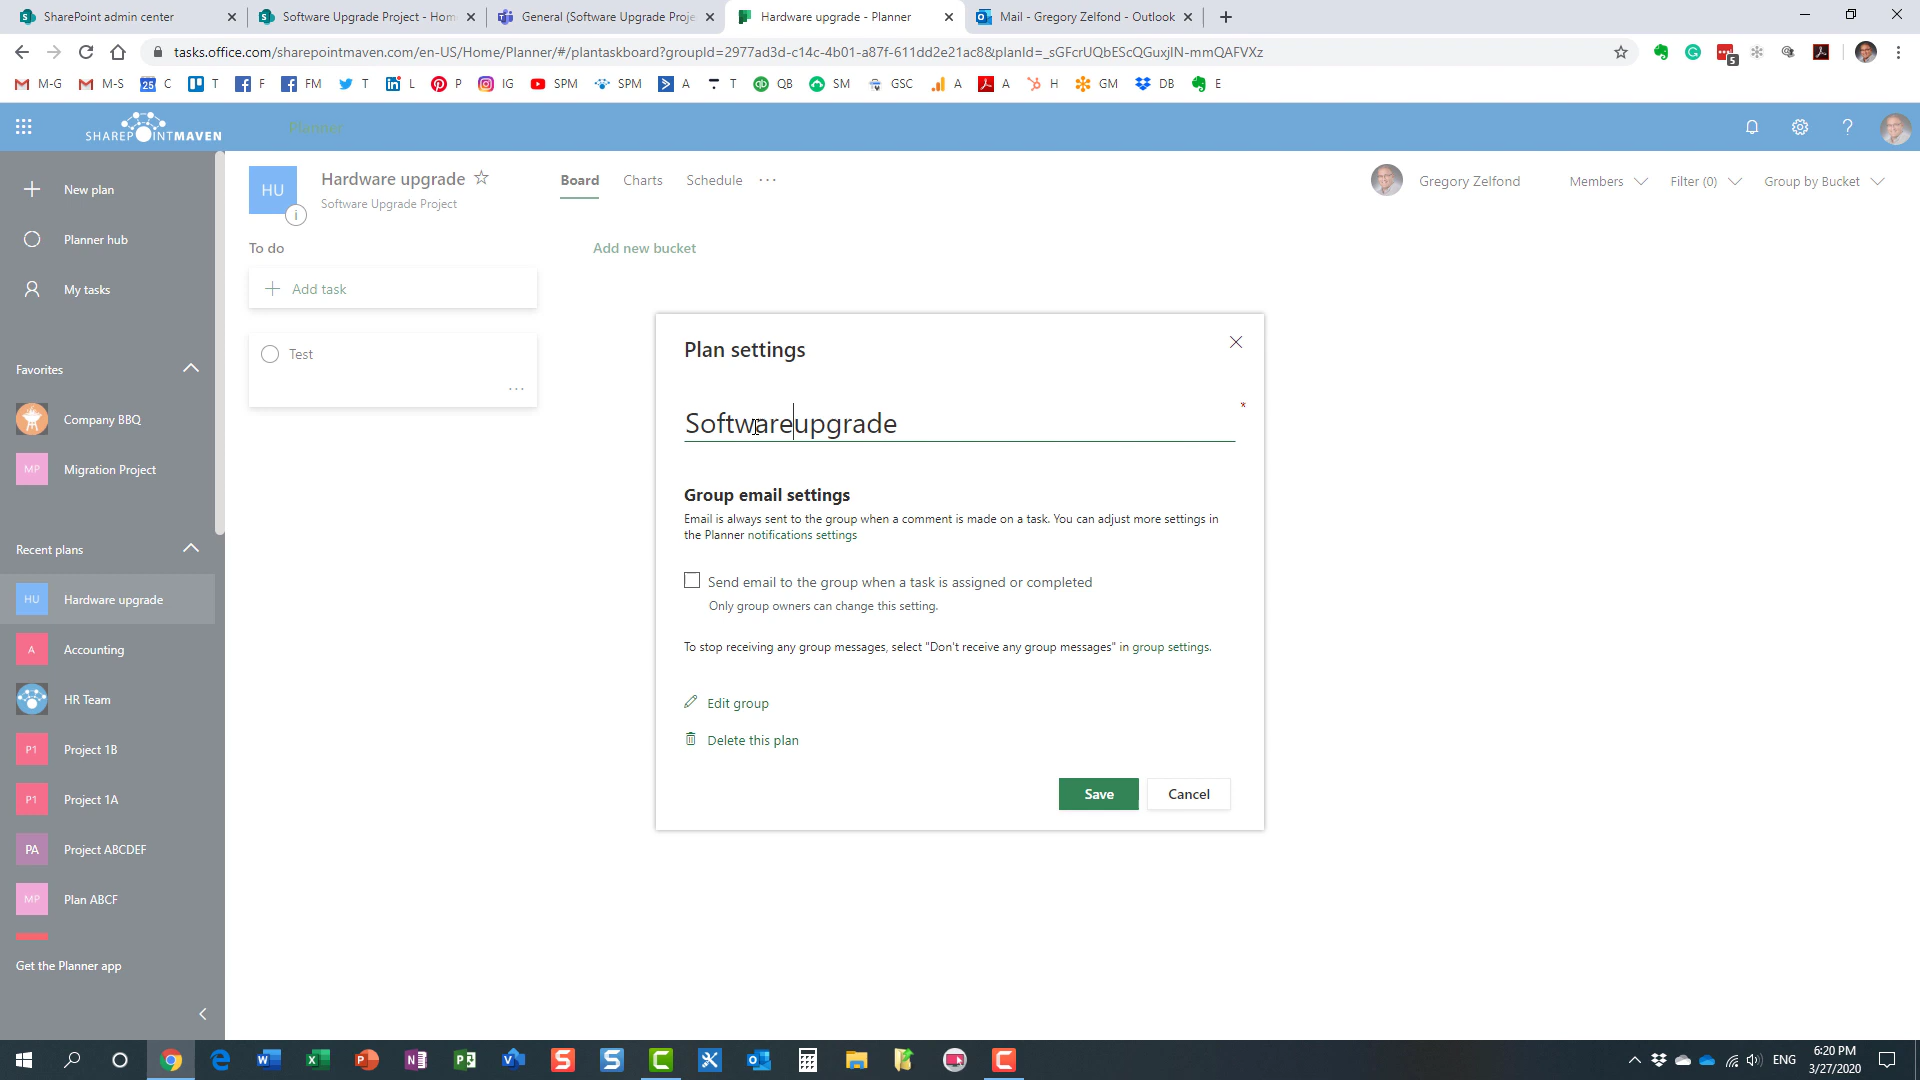 SharePoint admin center
Software Upgrade Project - Hom
General (Software Upgrade Proje
Hardware upgrade - Planner
Mail - Gregory Zelfond - Outlook
tasks.office.com/sharepointmaven.com/en-US/Home/Planner/#/plantaskboard?groupId=2977ad3d-c14c-4b01-a87f-611dd2e21ac8&planId=_sGFcrUQbEScQGuxjIN-mmQAFVXz
5
M-G M-S 25 C T F FM T L P IG SPM SPM A T QB SM GSC A A H GM DB E
SHAREPOINTMAVEN
Planner
New plan
Planner hub
My tasks
Favorites
Company BBQ
MP Migration Project
Recent plans
HU Hardware upgrade
A Accounting
HR Team
P1 Project 1B
P1 Project 1A
PA Project ABCDEF
MP Plan ABCF
Get the Planner app
HU
Hardware upgrade
Software Upgrade Project
Board Charts Schedule
Gregory Zelfond
Members
Filter (0)
Group by Bucket
To do
Add new bucket
Add task
Test
Plan settings
Softwareupgrade
*
Group email settings
Email is always sent to the group when a comment is made on a task. You can adjust more settings in
the Planner notifications settings
Send email to the group when a task is assigned or completed
Only group owners can change this setting.
To stop receiving any group messages, select "Don't receive any group messages" in group settings.
Edit group
Delete this plan
Save
Cancel
ENG
6:20 PM
3/27/2020